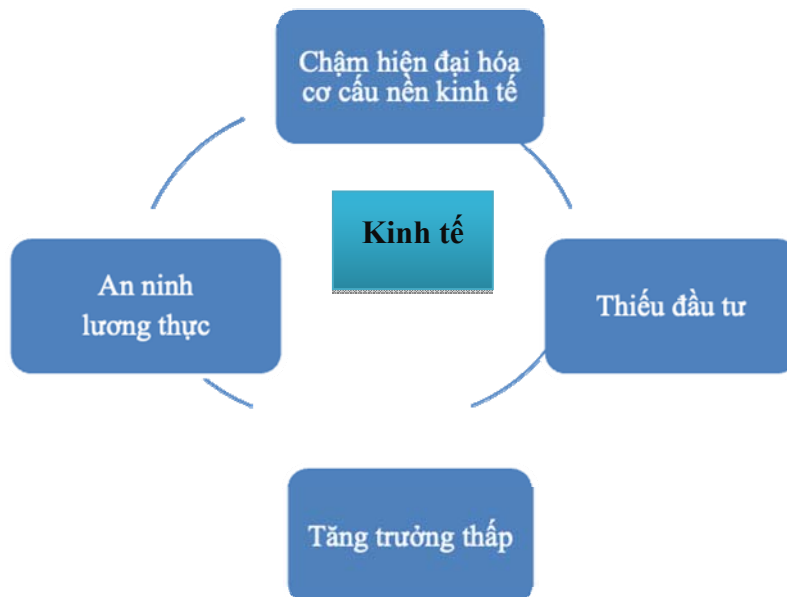 Chậm hiện đại hóa
cơ cấu nền kinh tế
Kinh tế
An ninh
lương thực
Thiếu đầu tư
Tăng trưởng thấp